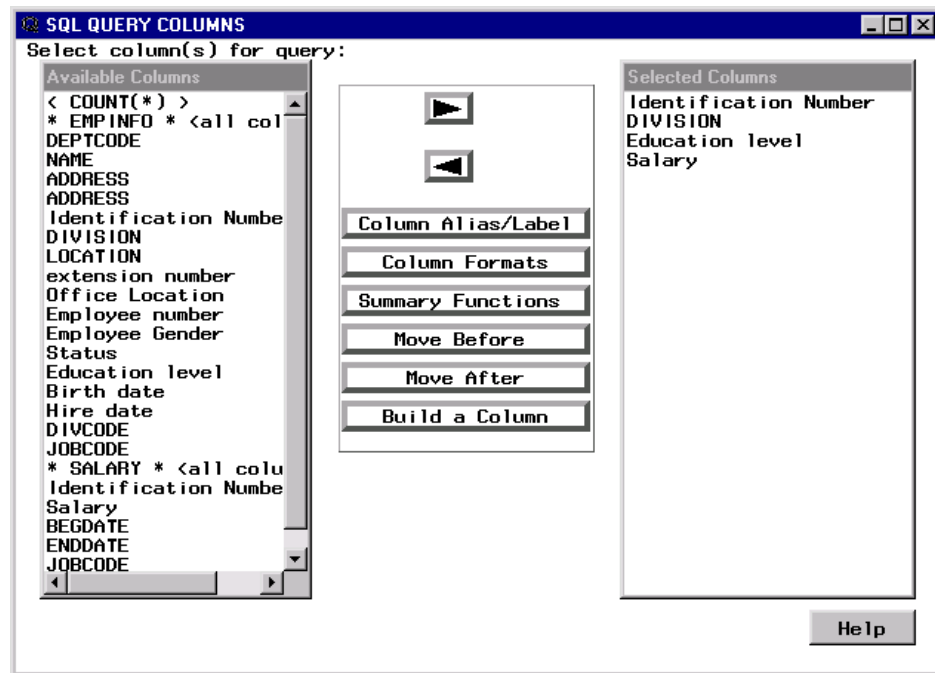 SQL QUERY COLUMNS
Select column(s) for query:
Available Columns
< COUNT(*) >
* EMPINFO * <all col
DEPTCODE
NAME
ADDRESS
ADDRESS
Identification Numbe
DIVISION
LOCATION
extension number
Office Location
Employee number
Employee Gender
Status
Education level
Birth date
Hire date
DIVCODE
JOBCODE
* SALARY * <all colu
Identification Numbe
Salary
BEGDATE
ENDDATE
JOBCODE
Column Alias/Label
Column Formats
Summary Functions
Move Before
Move After
Build a Column
Selected Columns
Identification Number
DIVISION
Education level
Salary
Help